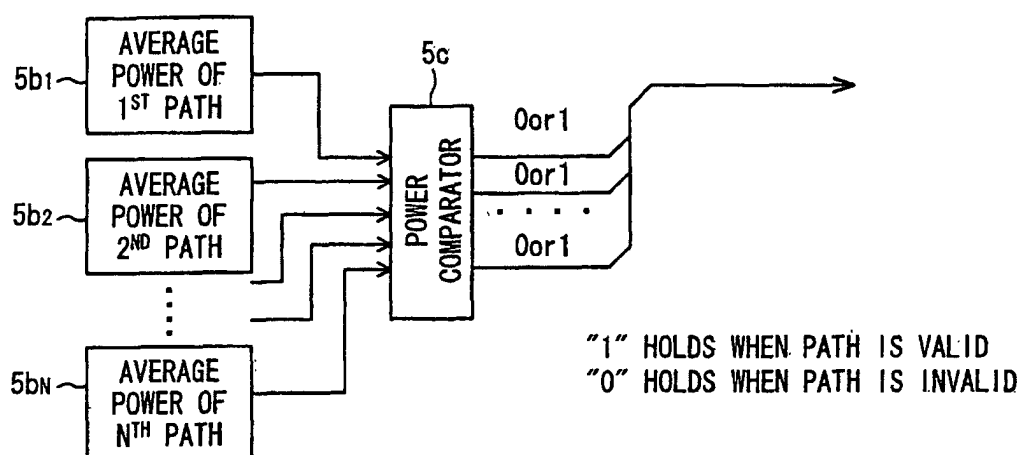 5b1
AVERAGE
POWER OF
1ST PATH
5b2
AVERAGE
POWER OF
2ND PATH
5bN
AVERAGE
POWER OF
NTH PATH
5c
POWER
COMPARATOR
0or1
0or1
0or1
"1" HOLDS WHEN PATH IS VALID
"0" HOLDS WHEN PATH IS INVALID